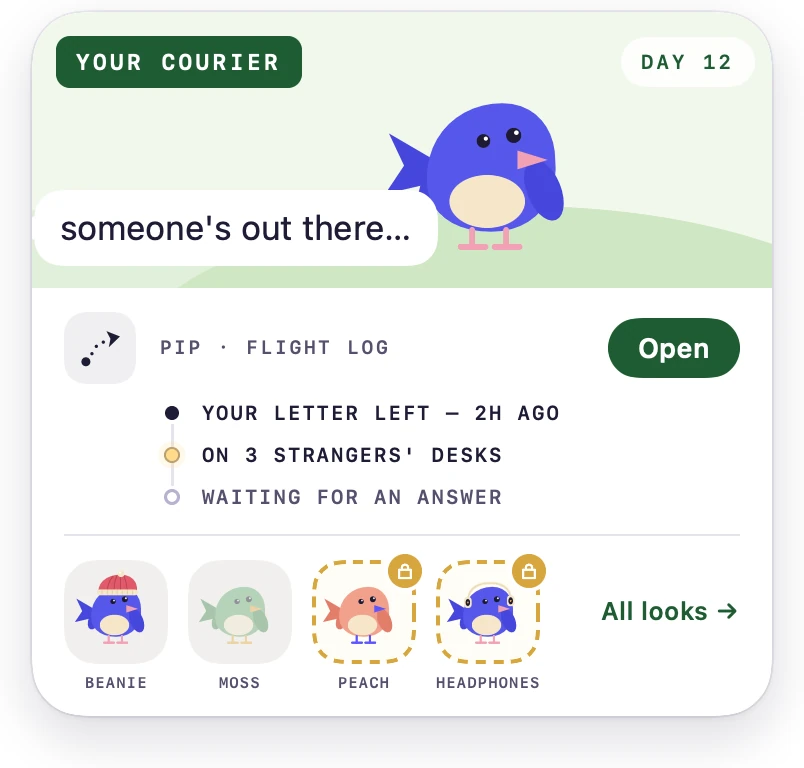 YOUR COURIER
DAY 12
someone's out there...
PIP · FLIGHT LOG
Open
YOUR LETTER LEFT — 2H AGO
ON 3 STRANGERS' DESKS
WAITING FOR AN ANSWER
BEANIE
MOSS
PEACH
HEADPHONES
All looks →